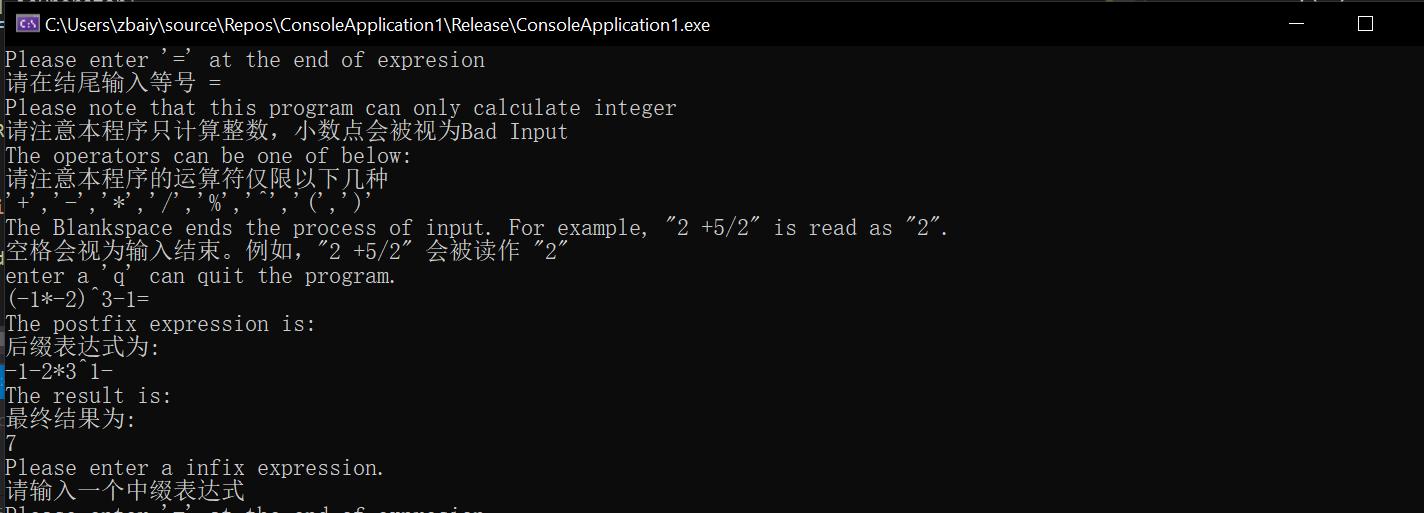 C:\Users\zbaiy\source\Repos\ConsoleApplication1\Release\ConsoleApplication1.exe
Please enter '=' at the end of expresion
请在结尾输入等号 =
Please note that this program can only calculate integer
请注意本程序只计算整数，小数点会被视为Bad Input
The operators can be one of below:
请注意本程序的运算符仅限以下几种
'+','-','*','/','%','^','(',')'
The Blankspace ends the process of input. For example, "2 +5/2" is read as "2".
空格会视为输入结束。例如，"2 +5/2" 会被读作 "2"
enter a 'q' can quit the program.
(-1*-2)^3-1=
The postfix expression is:
后缀表达式为:
-1-2*3^1-
The result is:
最终结果为:
7
Please enter a infix expression.
请输入一个中缀表达式
Please enter '=' at the end of expresion